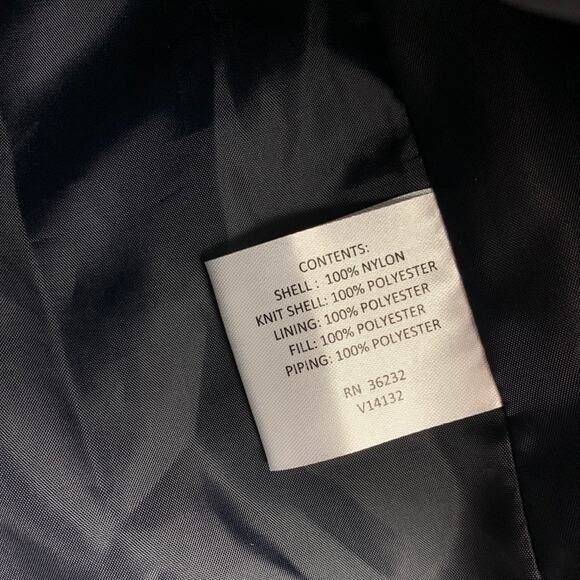 CONTENTS:
SHELL : 100% NYLON
KNIT SHELL: 100% POLYESTER
LINING: 100% POLYESTER
FILL: 100% POLYESTER
PIPING: 100% POLYESTER
RN 36232
V14132